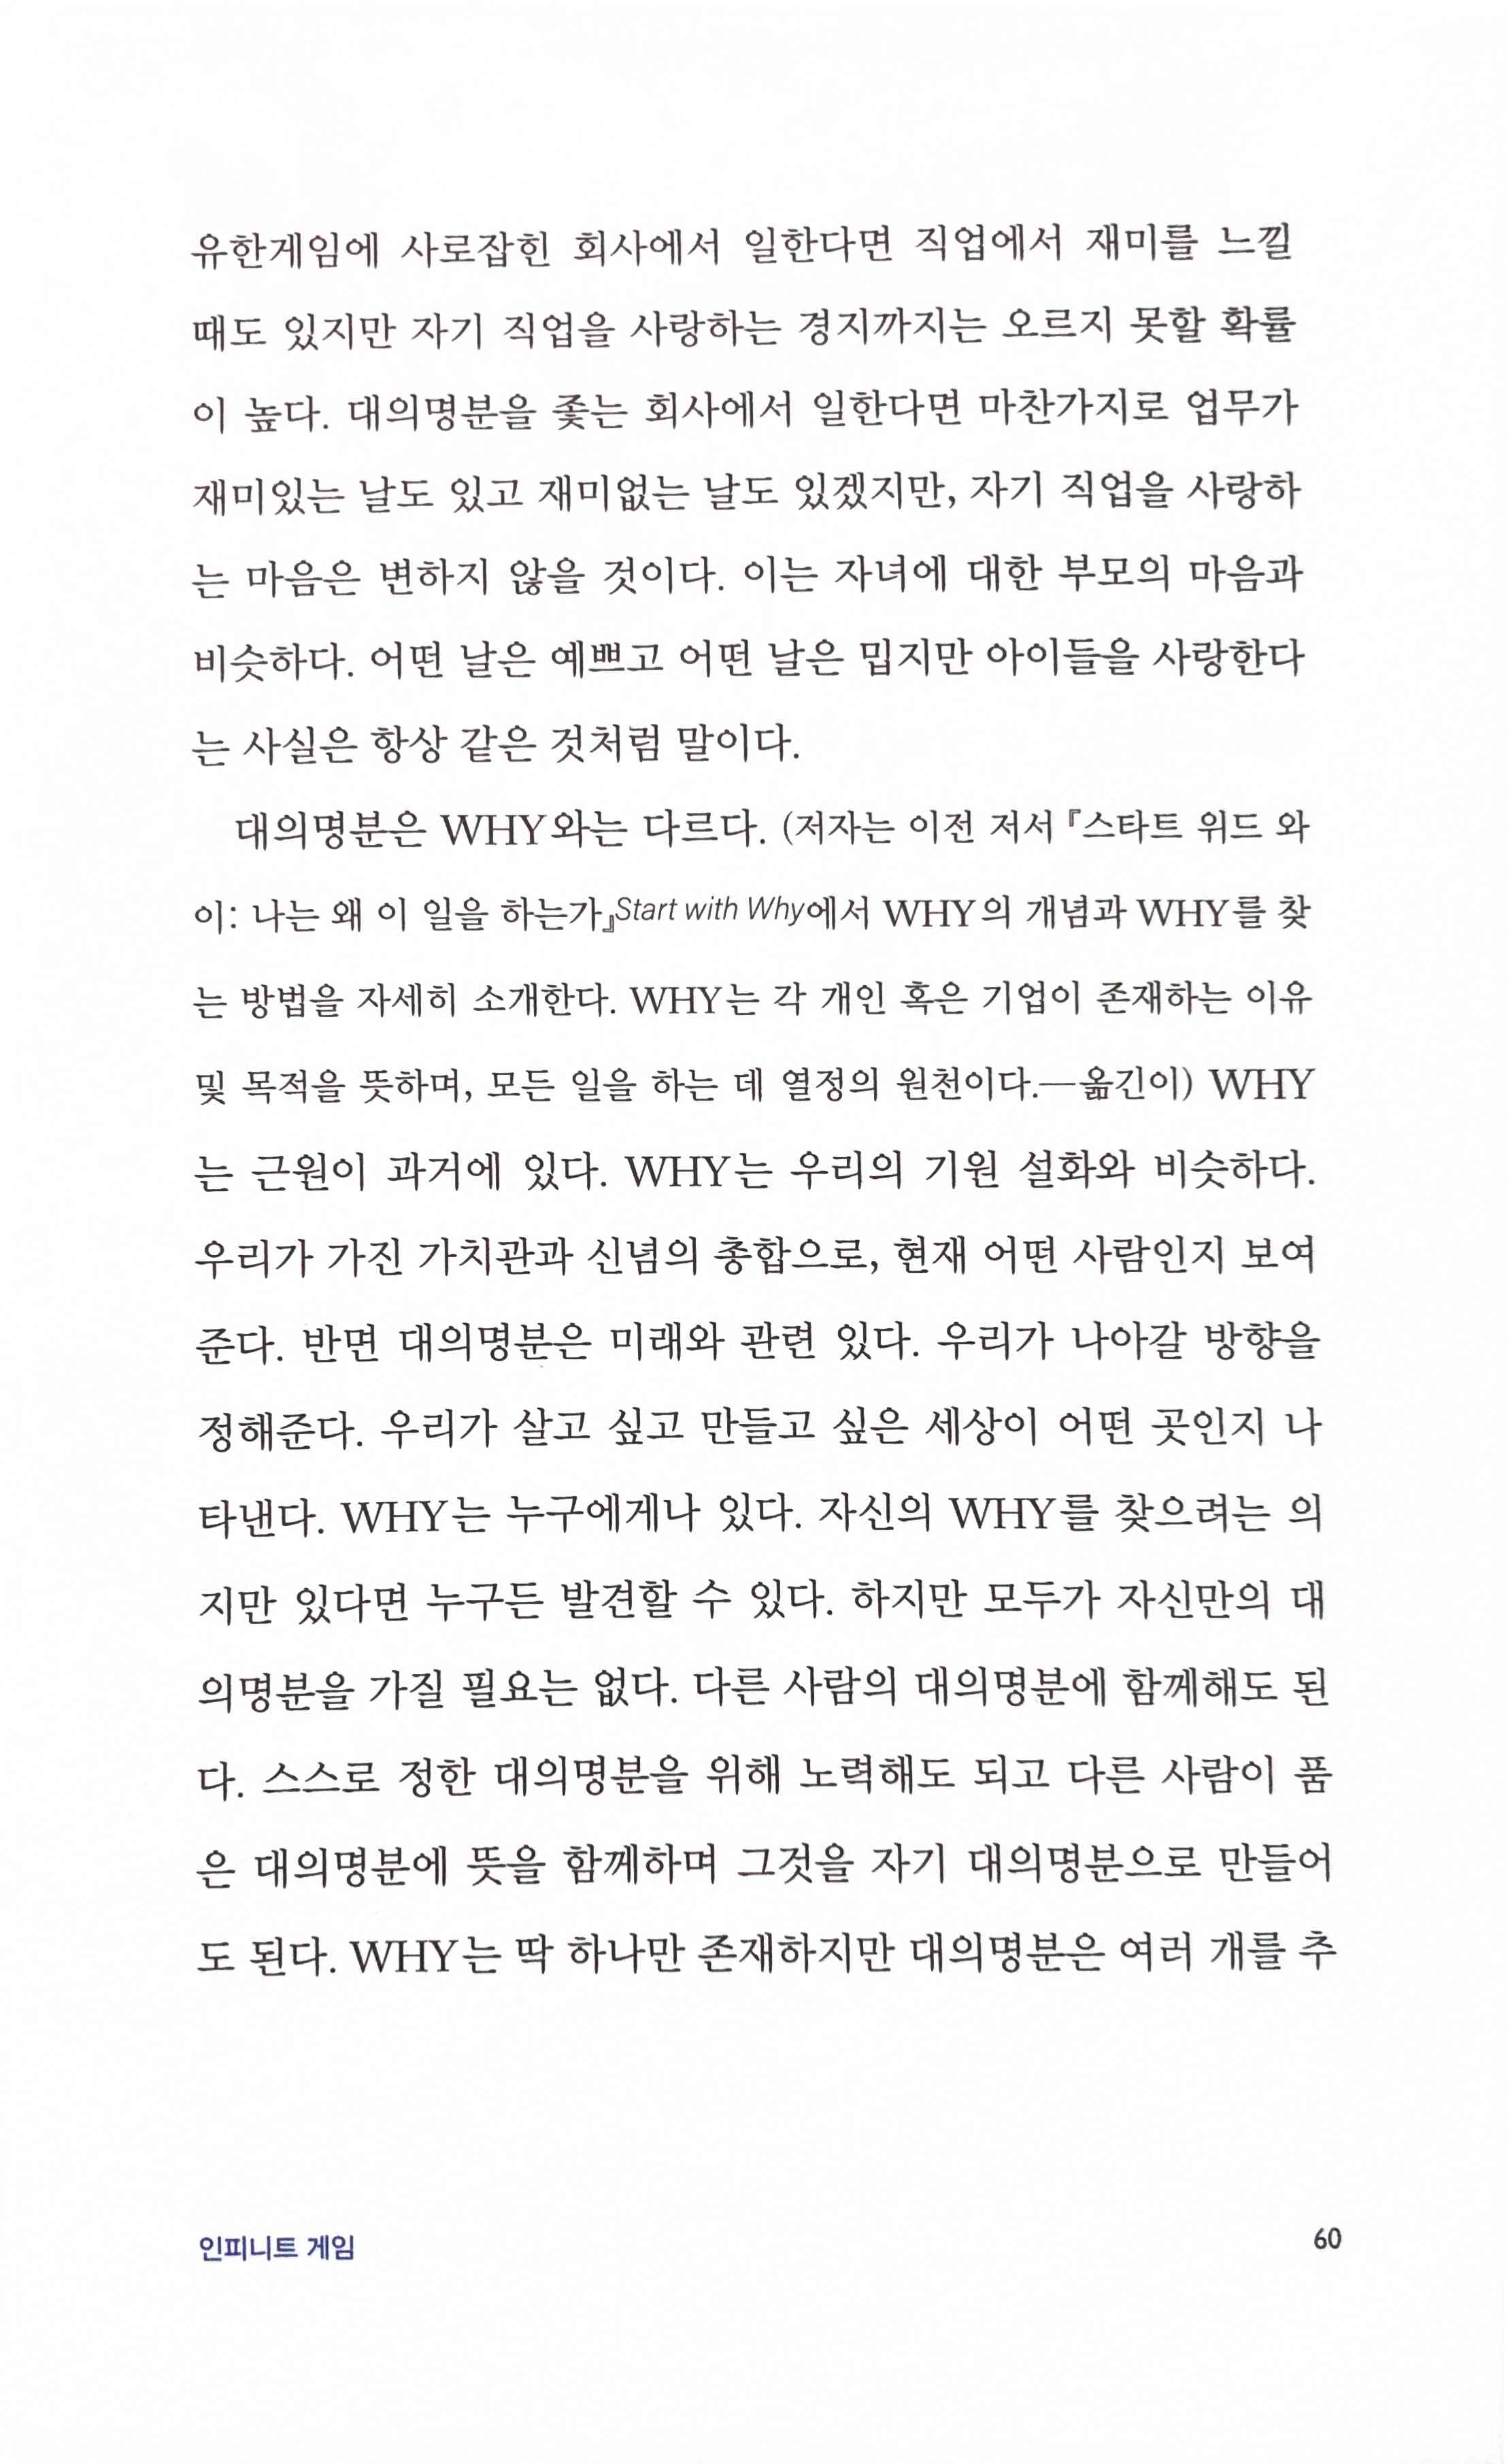 유한게임에 사로잡힌 회사에서 일한다면 직업에서 재미를 느낄
때도 있지만 자기 직업을 사랑하는 경지까지는 오르지 못할 확률
이 높다. 대의명분을 좇는 회사에서 일한다면 마찬가지로 업무가
재미있는 날도 있고 재미없는 날도 있겠지만, 자기 직업을 사랑하
는 마음은 변하지 않을 것이다. 이는 자녀에 대한 부모의 마음과
비슷하다. 어떤 날은 예쁘고 어떤 날은 밉지만 아이들을 사랑한다
는 사실은 항상 같은 것처럼 말이다.
대의명분은 WHY와는 다르다. (저자는 이전 저서 『스타트 위드 와
이: 나는 왜 이 일을 하는가』Start with Why에서 WHY의 개념과 WHY를 찾
는 방법을 자세히 소개한다. WHY는 각 개인 혹은 기업이 존재하는 이유
및 목적을 뜻하며, 모든 일을 하는 데 열정의 원천이다.—옮긴이) WHY
는 근원이 과거에 있다. WHY는 우리의 기원 설화와 비슷하다.
우리가 가진 가치관과 신념의 총합으로, 현재 어떤 사람인지 보여
준다. 반면 대의명분은 미래와 관련 있다. 우리가 나아갈 방향을
정해준다. 우리가 살고 싶고 만들고 싶은 세상이 어떤 곳인지 나
타낸다. WHY는 누구에게나 있다. 자신의 WHY를 찾으려는 의
지만 있다면 누구든 발견할 수 있다. 하지만 모두가 자신만의 대
의명분을 가질 필요는 없다. 다른 사람의 대의명분에 함께해도 된
다. 스스로 정한 대의명분을 위해 노력해도 되고 다른 사람이 품
은 대의명분에 뜻을 함께하며 그것을 자기 대의명분으로 만들어
도 된다. WHY는 딱 하나만 존재하지만 대의명분은 여러 개를 추
인피니트 게임
60